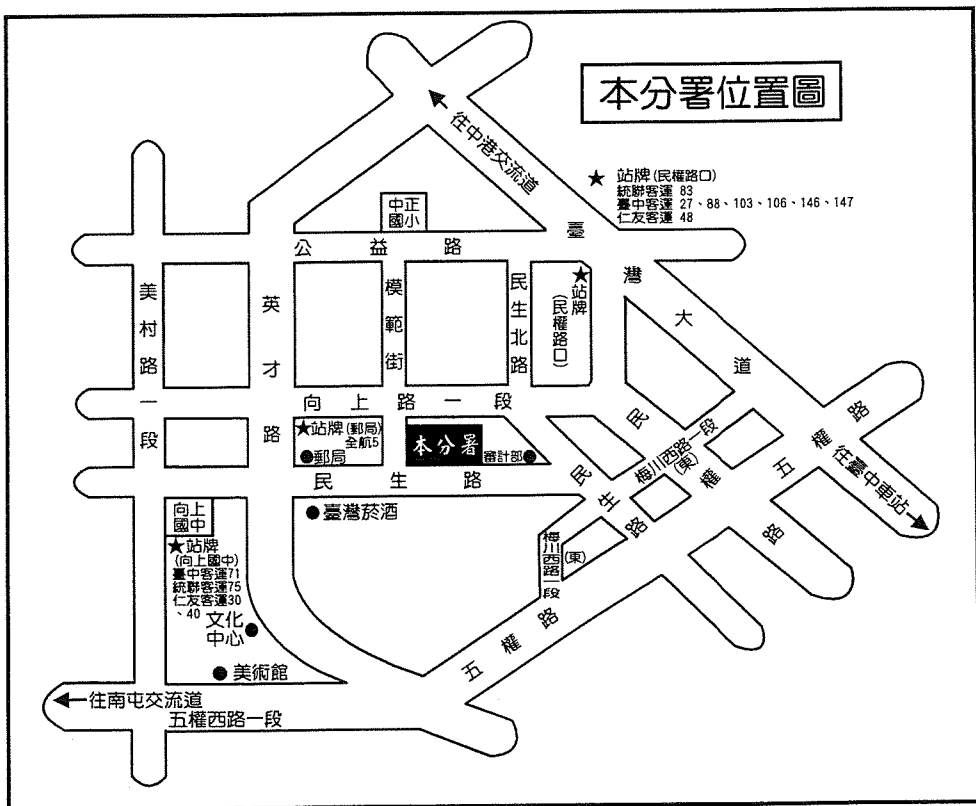 本分署位置圖
往中港交流道
★ 站牌(民權路口)
統聯客運 83
臺中客運 27、88、103、106、146、147
仁友客運 48
中正
國小
公益路
臺灣大道
美村路一段
英才路
模範街
民生北路
★站牌
(民權路口)
向上路一段
★站牌(郵局)
全航5
●郵局
本分署
審計部●
民生路
民生路
民權路
梅川西路一段
(東)
五權路
五權路
往臺中車站
向上
國中
★站牌
(向上國中)
臺中客運71
統聯客運75
仁友客運30
、40
●臺灣菸酒
梅川西路一段
(東)
文化
中心●
●美術館
往南屯交流道
五權西路一段